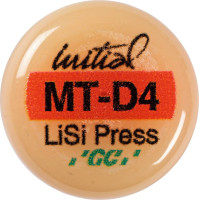 Initial
MT-D4
LiSi Press
GC